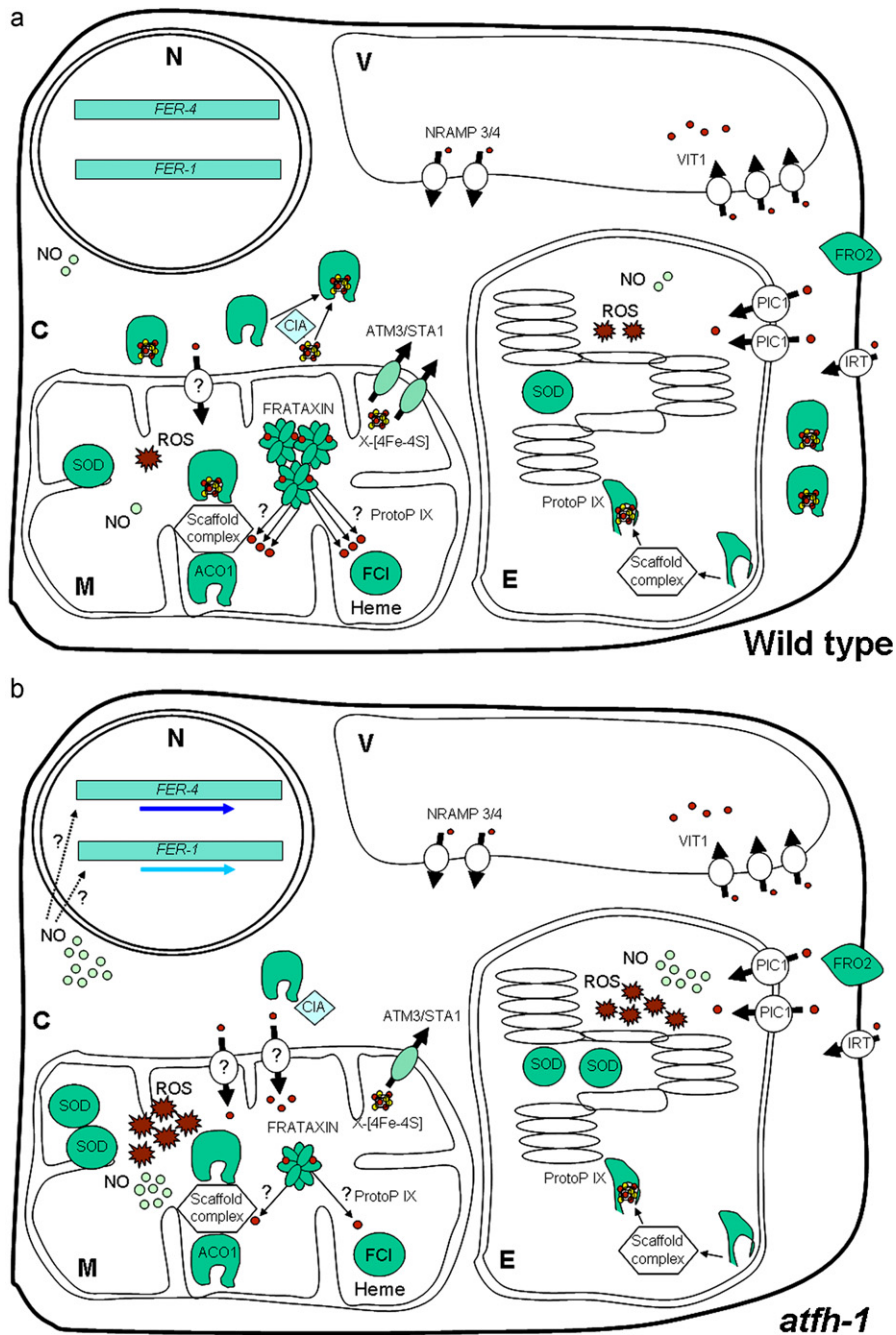 a
N
V
FER-4
NRAMP 3/4
FER-1
VIT1
NO
FRO2
NO
PIC1
C
CIA
ATM3/STA1
ROS
PIC1
IRT
?
FRATAXIN
SOD
ROS
X-[4Fe-4S]
SOD
NO
?
?
ProtoP IX
ProtoP IX
Scaffold
complex
ACO1
FCI
Scaffold
complex
M
Heme
E
Wild type
b
N
V
FER-4
NRAMP 3/4
?
FER-1
VIT1
?
NO
NO
PIC1
FRO2
ROS
CIA
PIC1
C
ATM3/STA1
IRT
?
?
SOD
SOD
ROS
SOD
FRATAXIN
X-[4Fe-4S]
SOD
NO
?
?
ProtoP IX
ProtoP IX
Scaffold
complex
ACO1
FCI
Scaffold
complex
M
Heme
E
atfh-1